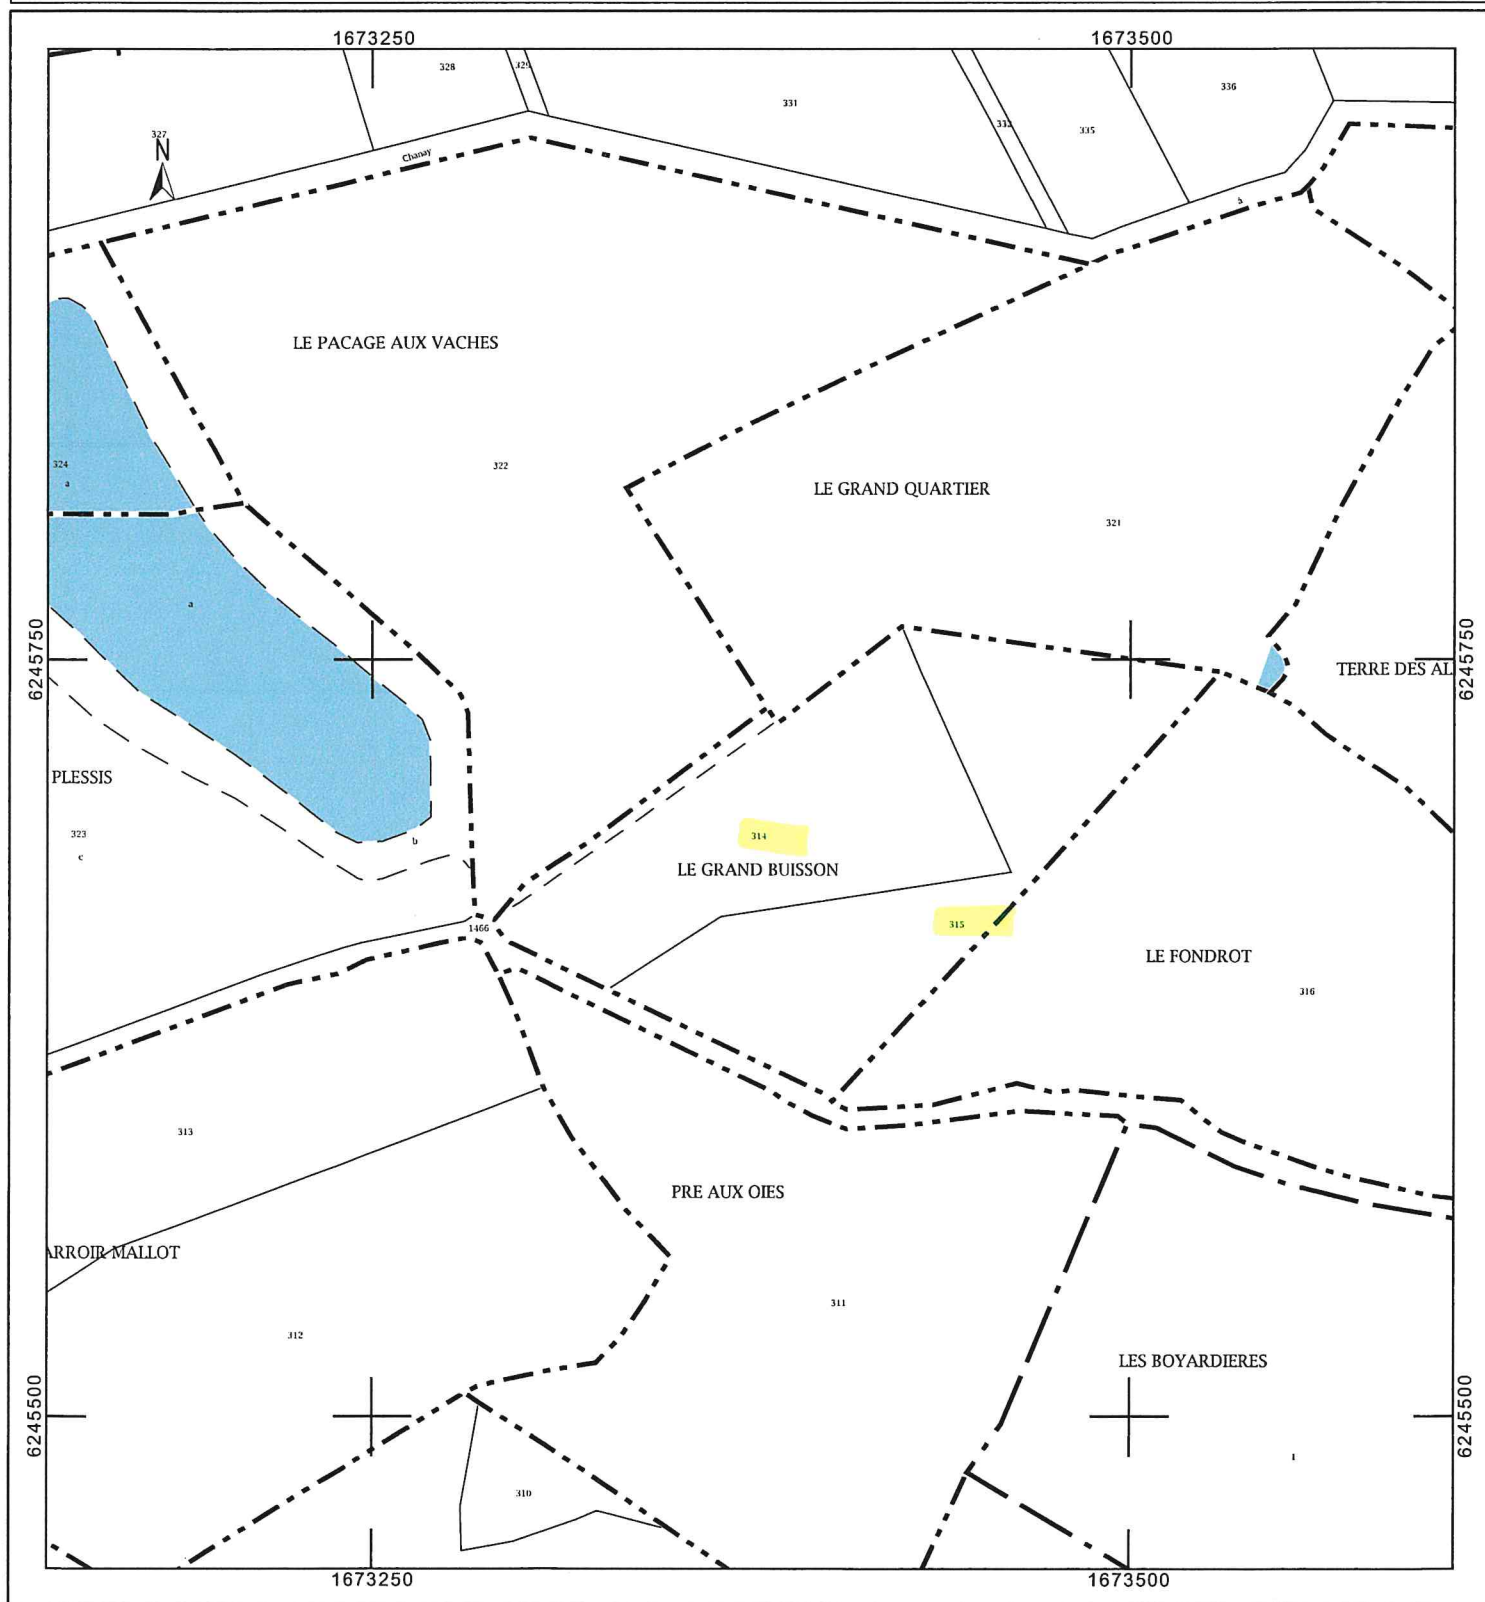 1673250 1673500
328 329
331
336
327
332
335
N
Chanay
à
LE PACAGE AUX VACHES
324
a
322
LE GRAND QUARTIER
321
a
6245750
6245750
TERRE DES AL
PLESSIS
323
c
b
314
LE GRAND BUISSON
1466
315
LE FONDROT
316
313
PRE AUX OIES
ARROIR MALLOT
311
312
LES BOYARDIERES
6245500
6245500
1
310
1673250 1673500